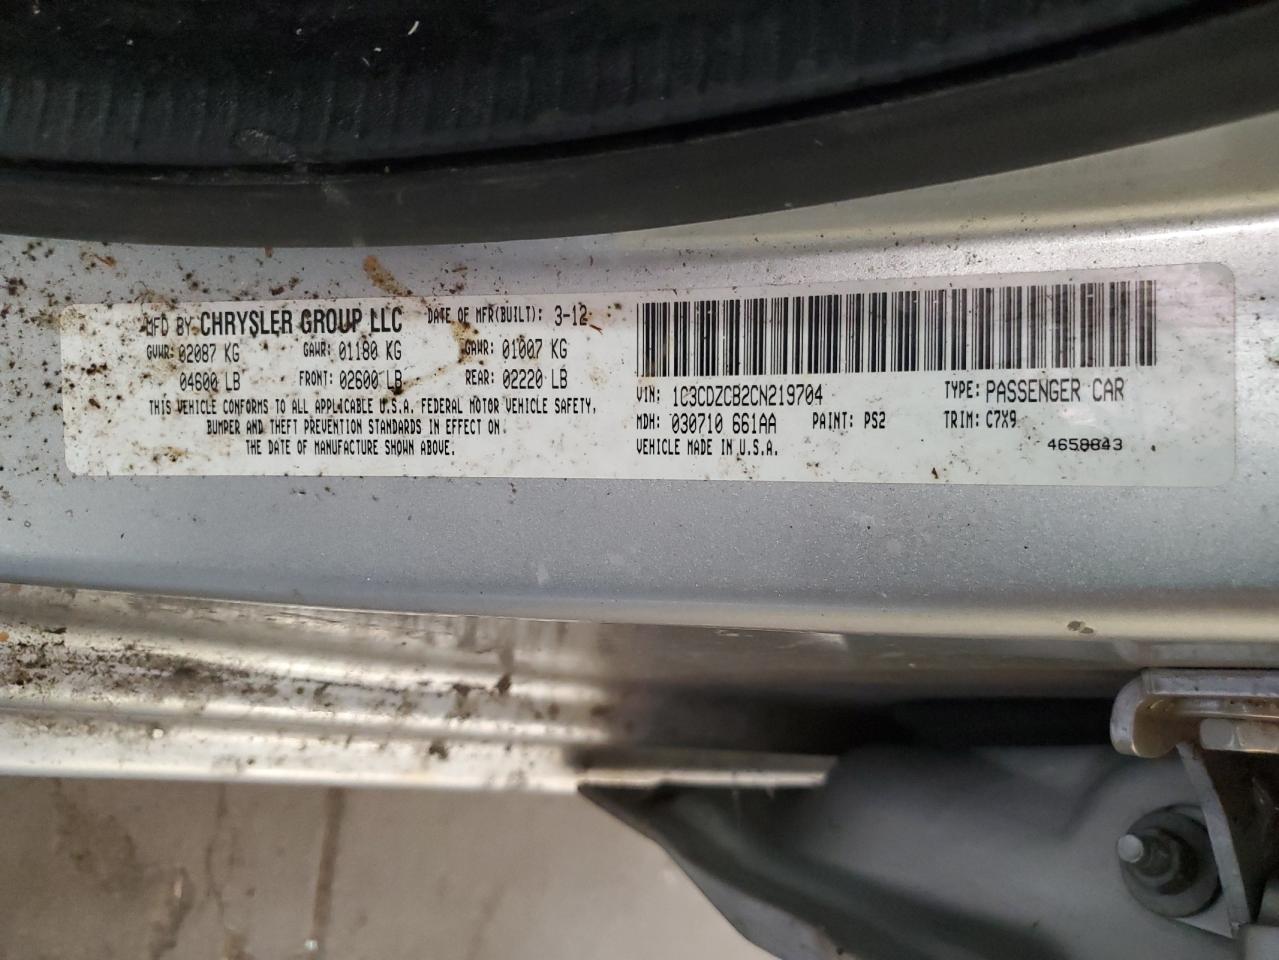 MFD BY CHRYSLER GROUP LLC DATE OF MFR(BUILT): 3-12
GVWR: 02087 KG GAWR: 01180 KG GAWR: 01007 KG
04600 LB FRONT: 02600 LB REAR: 02220 LB
THIS VEHICLE CONFORMS TO ALL APPLICABLE U.S.A. FEDERAL MOTOR VEHICLE SAFETY,
BUMPER AND THEFT PREVENTION STANDARDS IN EFFECT ON
THE DATE OF MANUFACTURE SHOWN ABOVE.
VIN: 1C3CDZCB2CN219704 TYPE: PASSENGER CAR
MDH: 030710 661AA PAINT: PS2 TRIM: C7X9
VEHICLE MADE IN U.S.A. 4658843